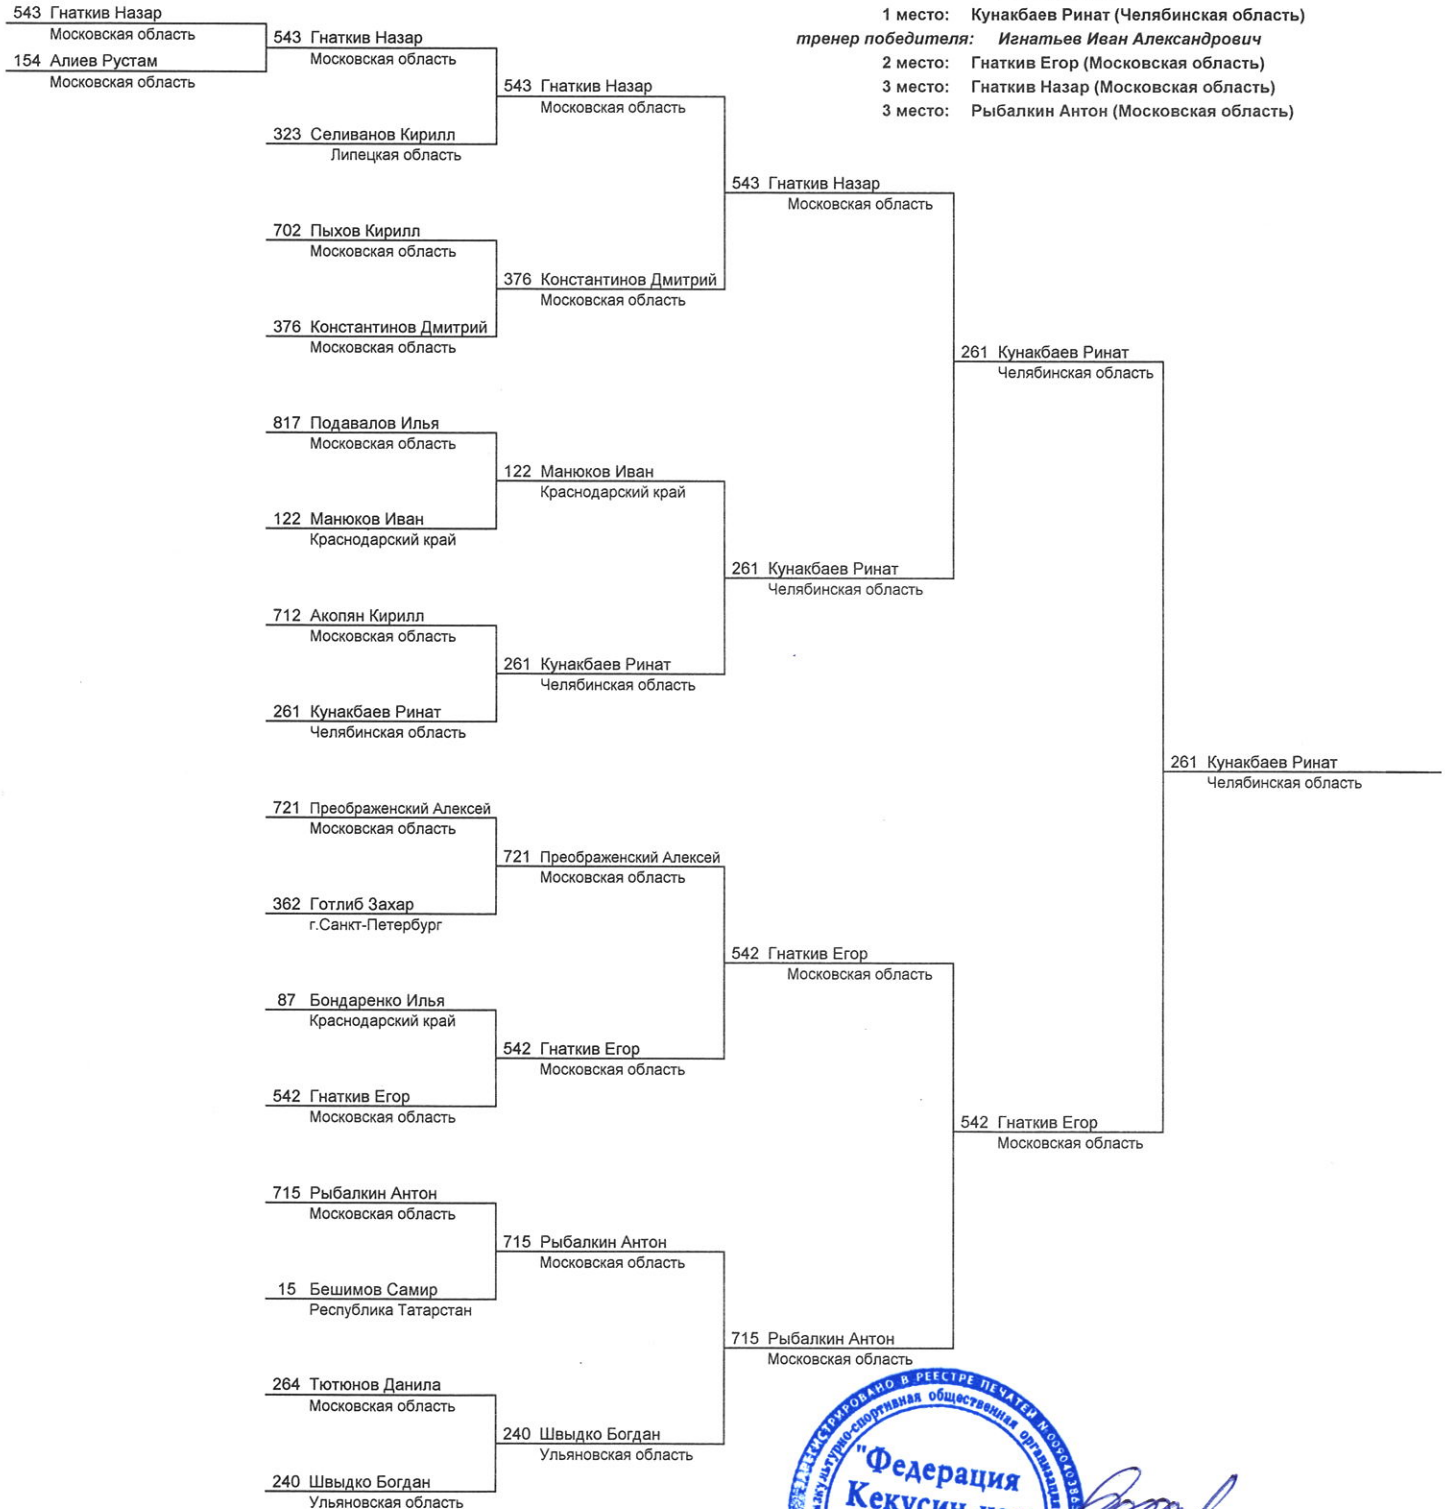 1 место: Кунакбаев Ринат (Челябинская область)
тренер победителя: Игнатьев Иван Александрович
2 место: Гнаткив Егор (Московская область)
3 место: Гнаткив Назар (Московская область)
3 место: Рыбалкин Антон (Московская область)
543 Гнаткив Назар
Московская область
154 Алиев Рустам
Московская область
543 Гнаткив Назар
Московская область
323 Селиванов Кирилл
Липецкая область
702 Пыхов Кирилл
Московская область
376 Константинов Дмитрий
Московская область
817 Подавалов Илья
Московская область
122 Манюков Иван
Краснодарский край
712 Акопян Кирилл
Московская область
261 Кунакбаев Ринат
Челябинская область
721 Преображенский Алексей
Московская область
362 Готлиб Захар
г.Санкт-Петербург
87 Бондаренко Илья
Краснодарский край
542 Гнаткив Егор
Московская область
715 Рыбалкин Антон
Московская область
15 Бешимов Самир
Республика Татарстан
264 Тютюнов Данила
Московская область
240 Швыдко Богдан
Ульяновская область
543 Гнаткив Назар
Московская область
376 Константинов Дмитрий
Московская область
122 Манюков Иван
Краснодарский край
261 Кунакбаев Ринат
Челябинская область
721 Преображенский Алексей
Московская область
542 Гнаткив Егор
Московская область
715 Рыбалкин Антон
Московская область
240 Швыдко Богдан
Ульяновская область
543 Гнаткив Назар
Московская область
261 Кунакбаев Ринат
Челябинская область
542 Гнаткив Егор
Московская область
715 Рыбалкин Антон
Московская область
261 Кунакбаев Ринат
Челябинская область
542 Гнаткив Егор
Московская область
261 Кунакбаев Ринат
Челябинская область
В РЕЕСТРЕ ПЕЧАТЕЙ
общественная организация
"Федерация